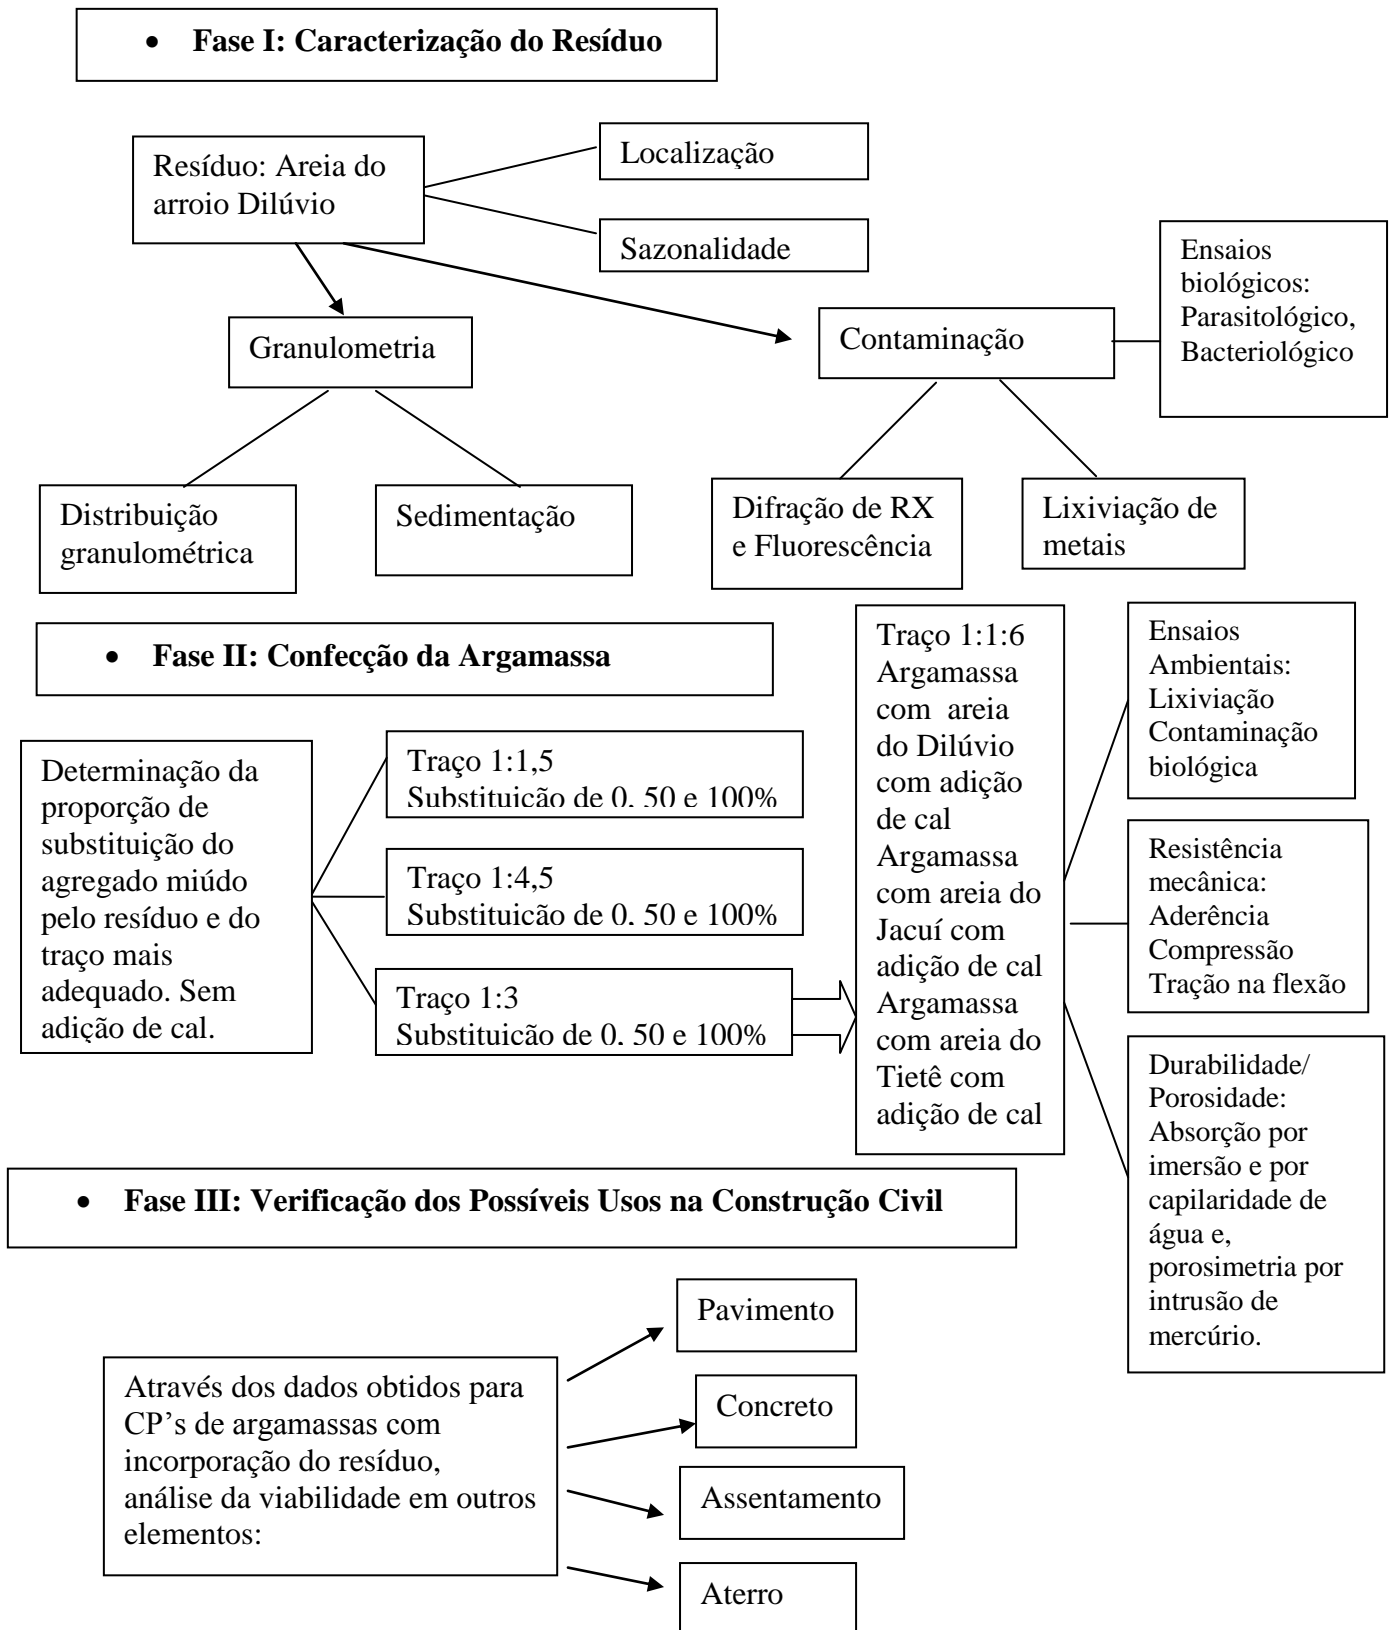 • Fase I: Caracterização do Resíduo
Resíduo: Areia do
arroio Dilúvio
Localização
Sazonalidade
Granulometria
Contaminação
Ensaios
biológicos:
Parasitológico,
Bacteriológico
Distribuição
granulométrica
Sedimentação
Difração de RX
e Fluorescência
Lixiviação de
metais
• Fase II: Confecção da Argamassa
Determinação da
proporção de
substituição do
agregado miúdo
pelo resíduo e do
traço mais
adequado. Sem
adição de cal.
Traço 1:1,5
Substituição de 0, 50 e 100%
Traço 1:4,5
Substituição de 0, 50 e 100%
Traço 1:3
Substituição de 0, 50 e 100%
Traço 1:1:6
Argamassa
com areia
do Dilúvio
com adição
de cal
Argamassa
com areia do
Jacuí com
adição de cal
Argamassa
com areia do
Tietê com
adição de cal
Ensaios
Ambientais:
Lixiviação
Contaminação
biológica
Resistência
mecânica:
Aderência
Compressão
Tração na flexão
Durabilidade/
Porosidade:
Absorção por
imersão e por
capilaridade de
água e,
porosimetria por
intrusão de
mercúrio.
• Fase III: Verificação dos Possíveis Usos na Construção Civil
Através dos dados obtidos para
CP’s de argamassas com
incorporação do resíduo,
análise da viabilidade em outros
elementos:
Pavimento
Concreto
Assentamento
Aterro